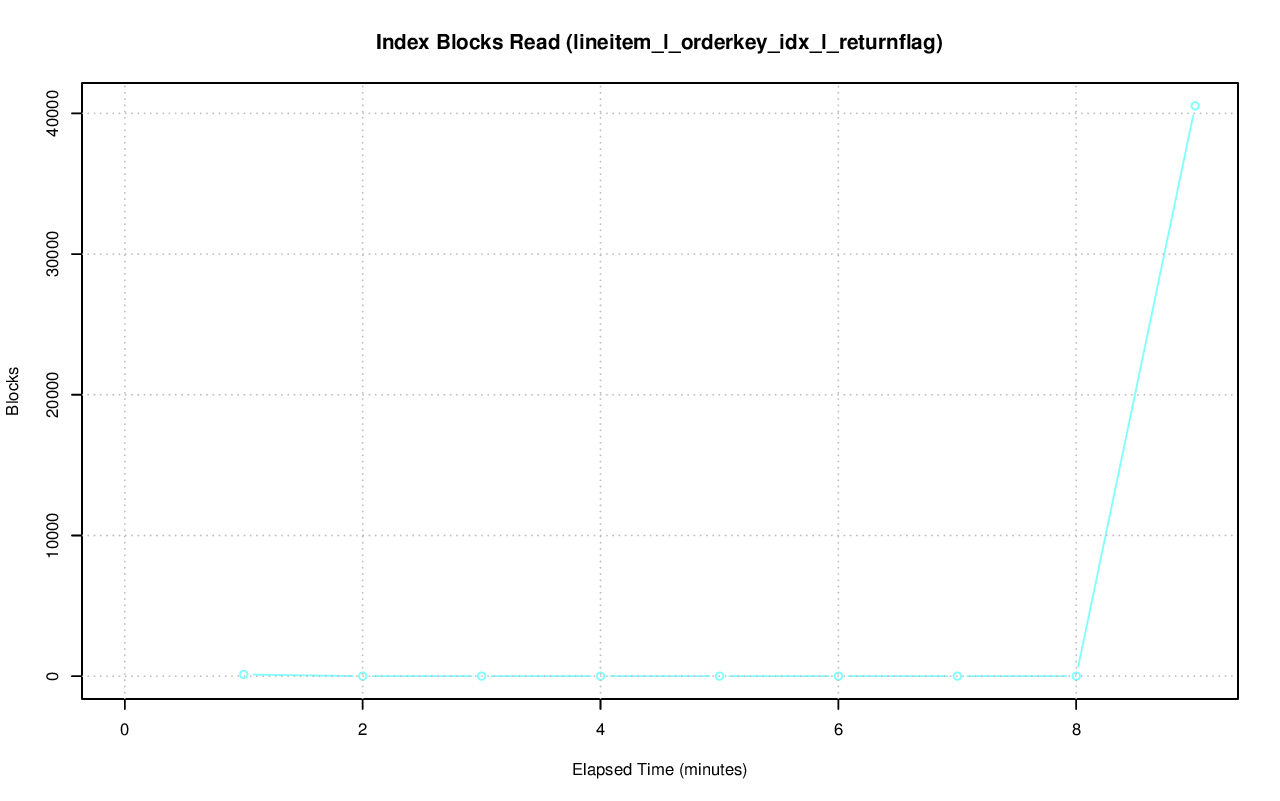 Index Blocks Read (lineitem_l_orderkey_idx_l_returnflag)
40000
30000
20000
10000
0
Blocks
0 2 4 6 8
Elapsed Time (minutes)